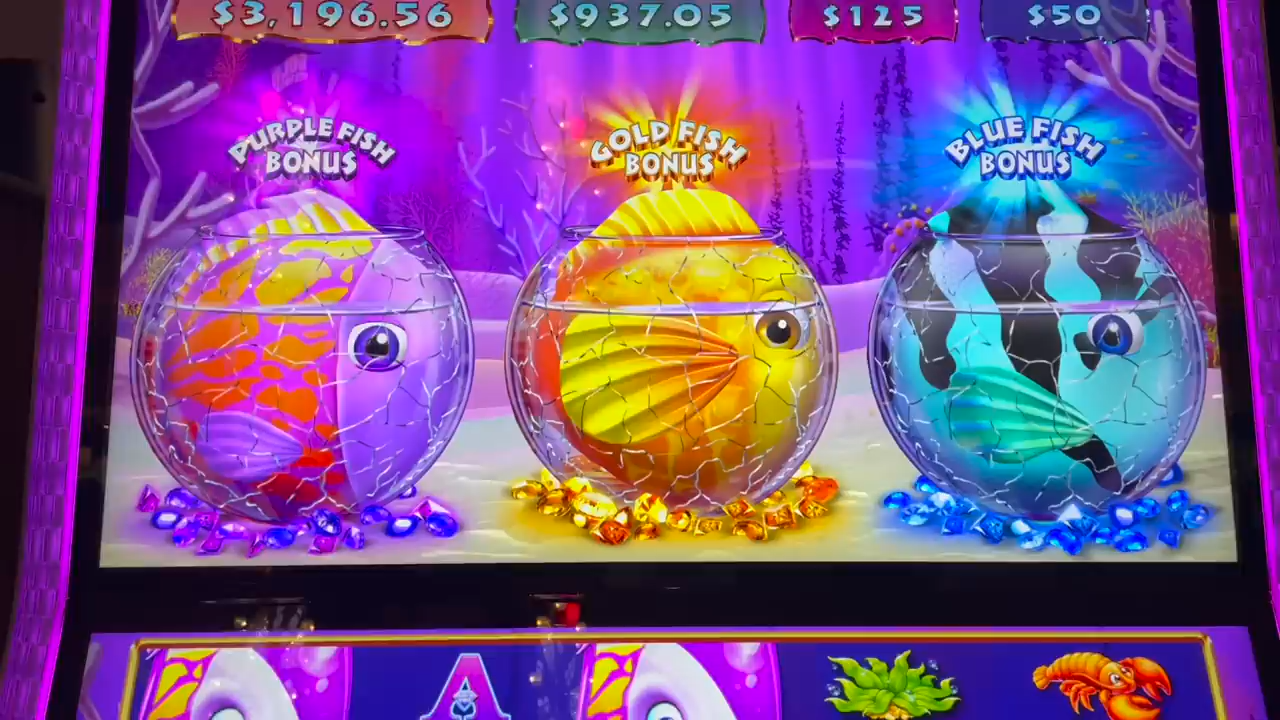 $3,196.56
$937.05
$125
$50
PURPLE FISH
BONUS
GOLD FISH
BONUS
BLUE FISH
BONUS
A